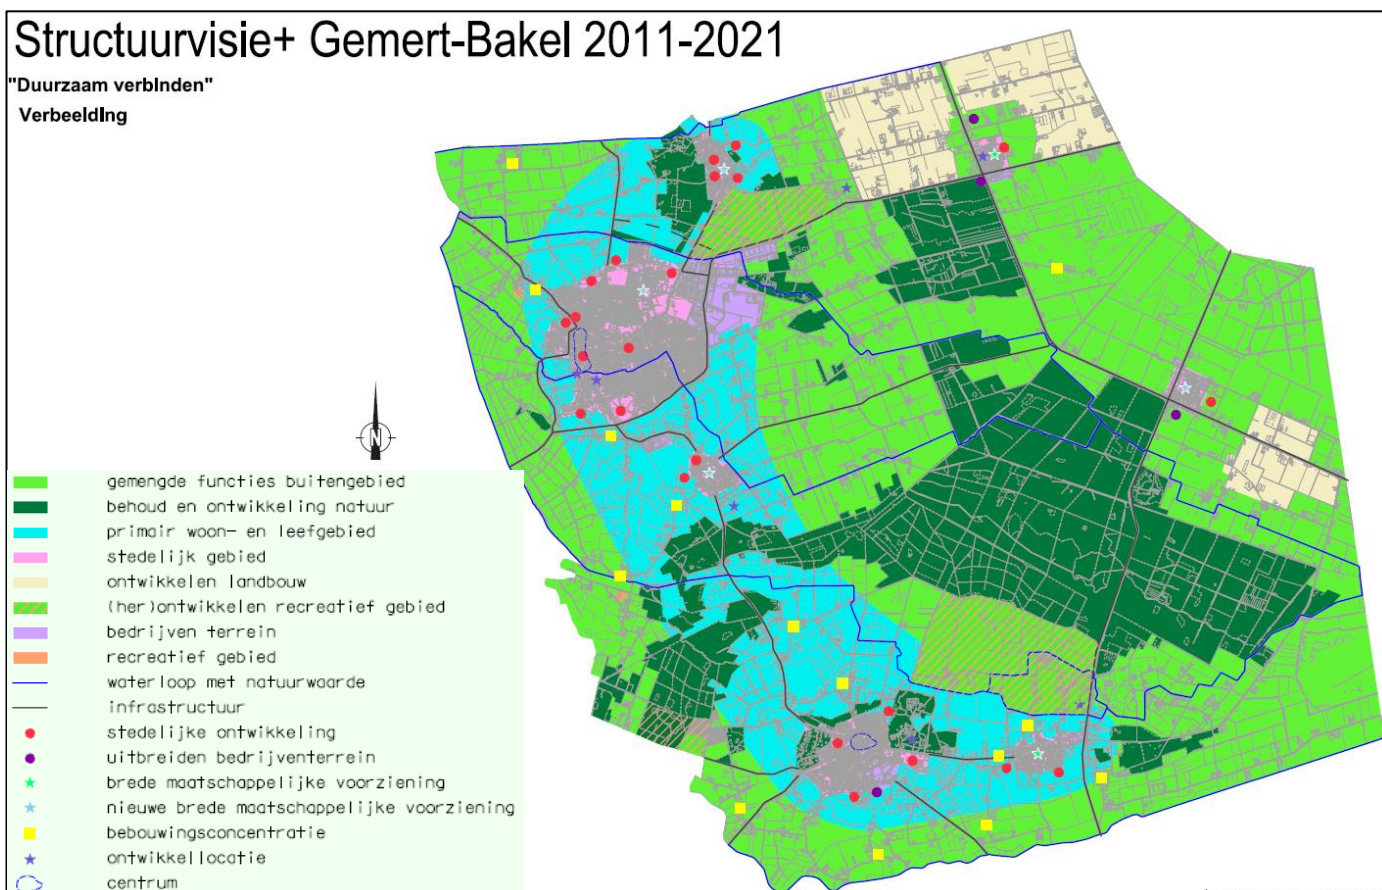 Structuurvisie+ Gemert-Bakel 2011-2021
"Duurzaam verbinden"
Verbeelding
N
gemengde functies buitengebied
behoud en ontwikkeling natuur
primair woon- en leefgebied
stedelijk gebied
ontwikkelen landbouw
(her)ontwikkelen recreatief gebied
bedrijven terrein
recreatief gebied
waterloop met natuurwaarde
infrastructuur
stedelijke ontwikkeling
uitbreiden bedrijventerrein
brede maatschappelijke voorziening
nieuwe brede maatschappelijke voorziening
bebouwingsconcentratie
ontwikkellocatie
centrum